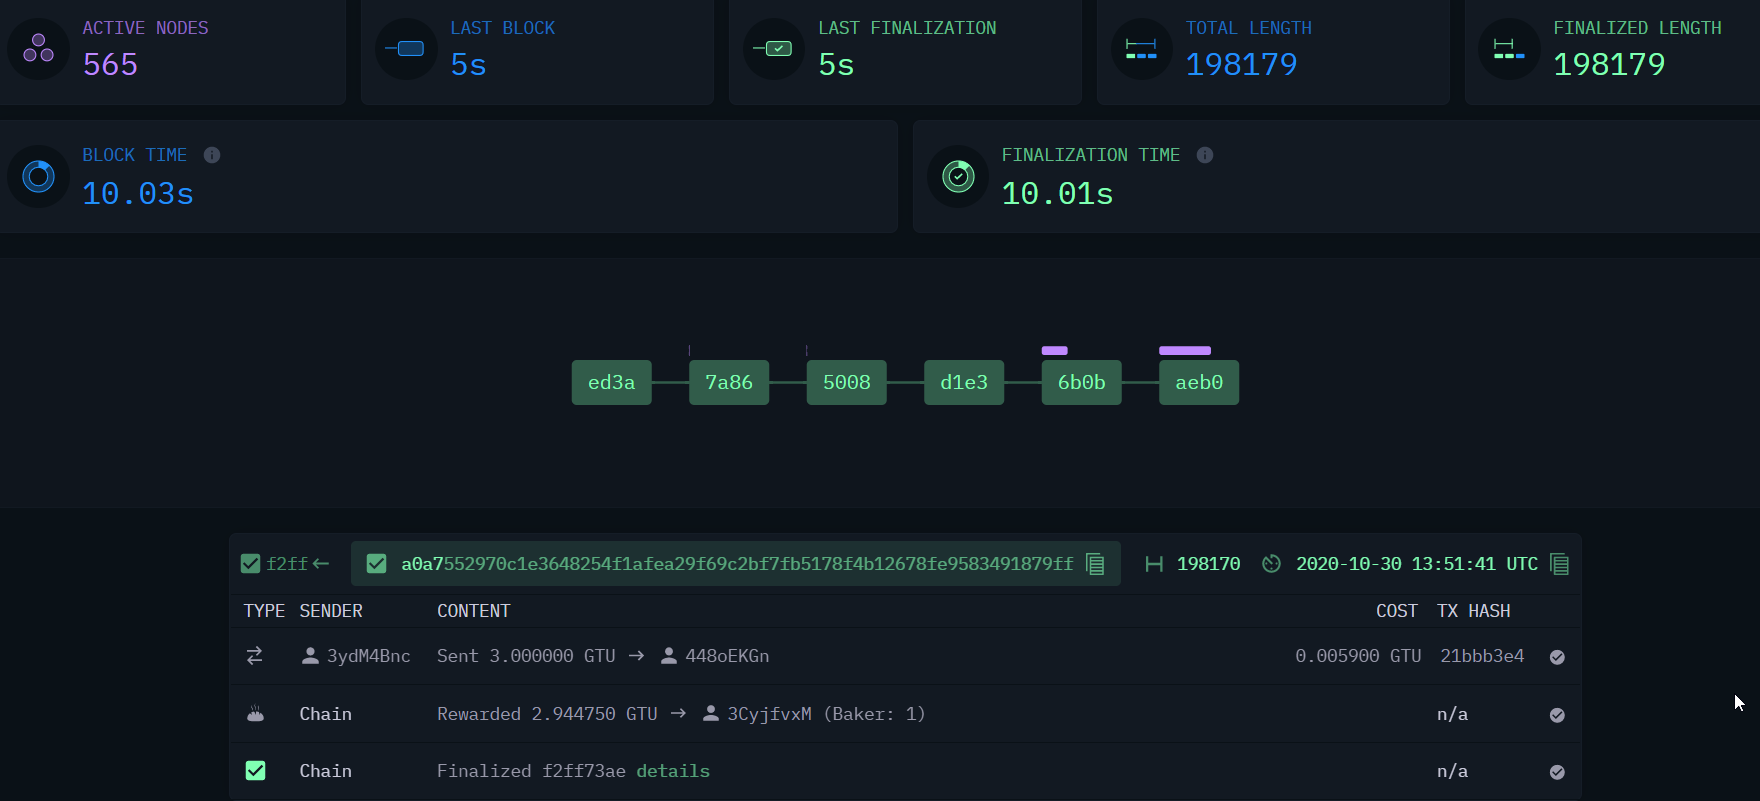 ACTIVE NODES
565
LAST BLOCK
5s
LAST FINALIZATION
5s
TOTAL LENGTH
198179
FINALIZED LENGTH
198179
BLOCK TIME
10.03s
FINALIZATION TIME
10.01s
ed3a 7a86 5008 d1e3 6b0b aeb0
f2ff ← a0a7552970c1e3648254f1afea29f69c2bf7fb5178f4b12678fe9583491879ff 198170 2020-10-30 13:51:41 UTC
TYPE SENDER CONTENT COST TX HASH
3ydM4Bnc Sent 3.000000 GTU → 448oEKGn 0.005900 GTU 21bbb3e4
Chain Rewarded 2.944750 GTU → 3CyjfvxM (Baker: 1) n/a
Chain Finalized f2ff73ae details n/a